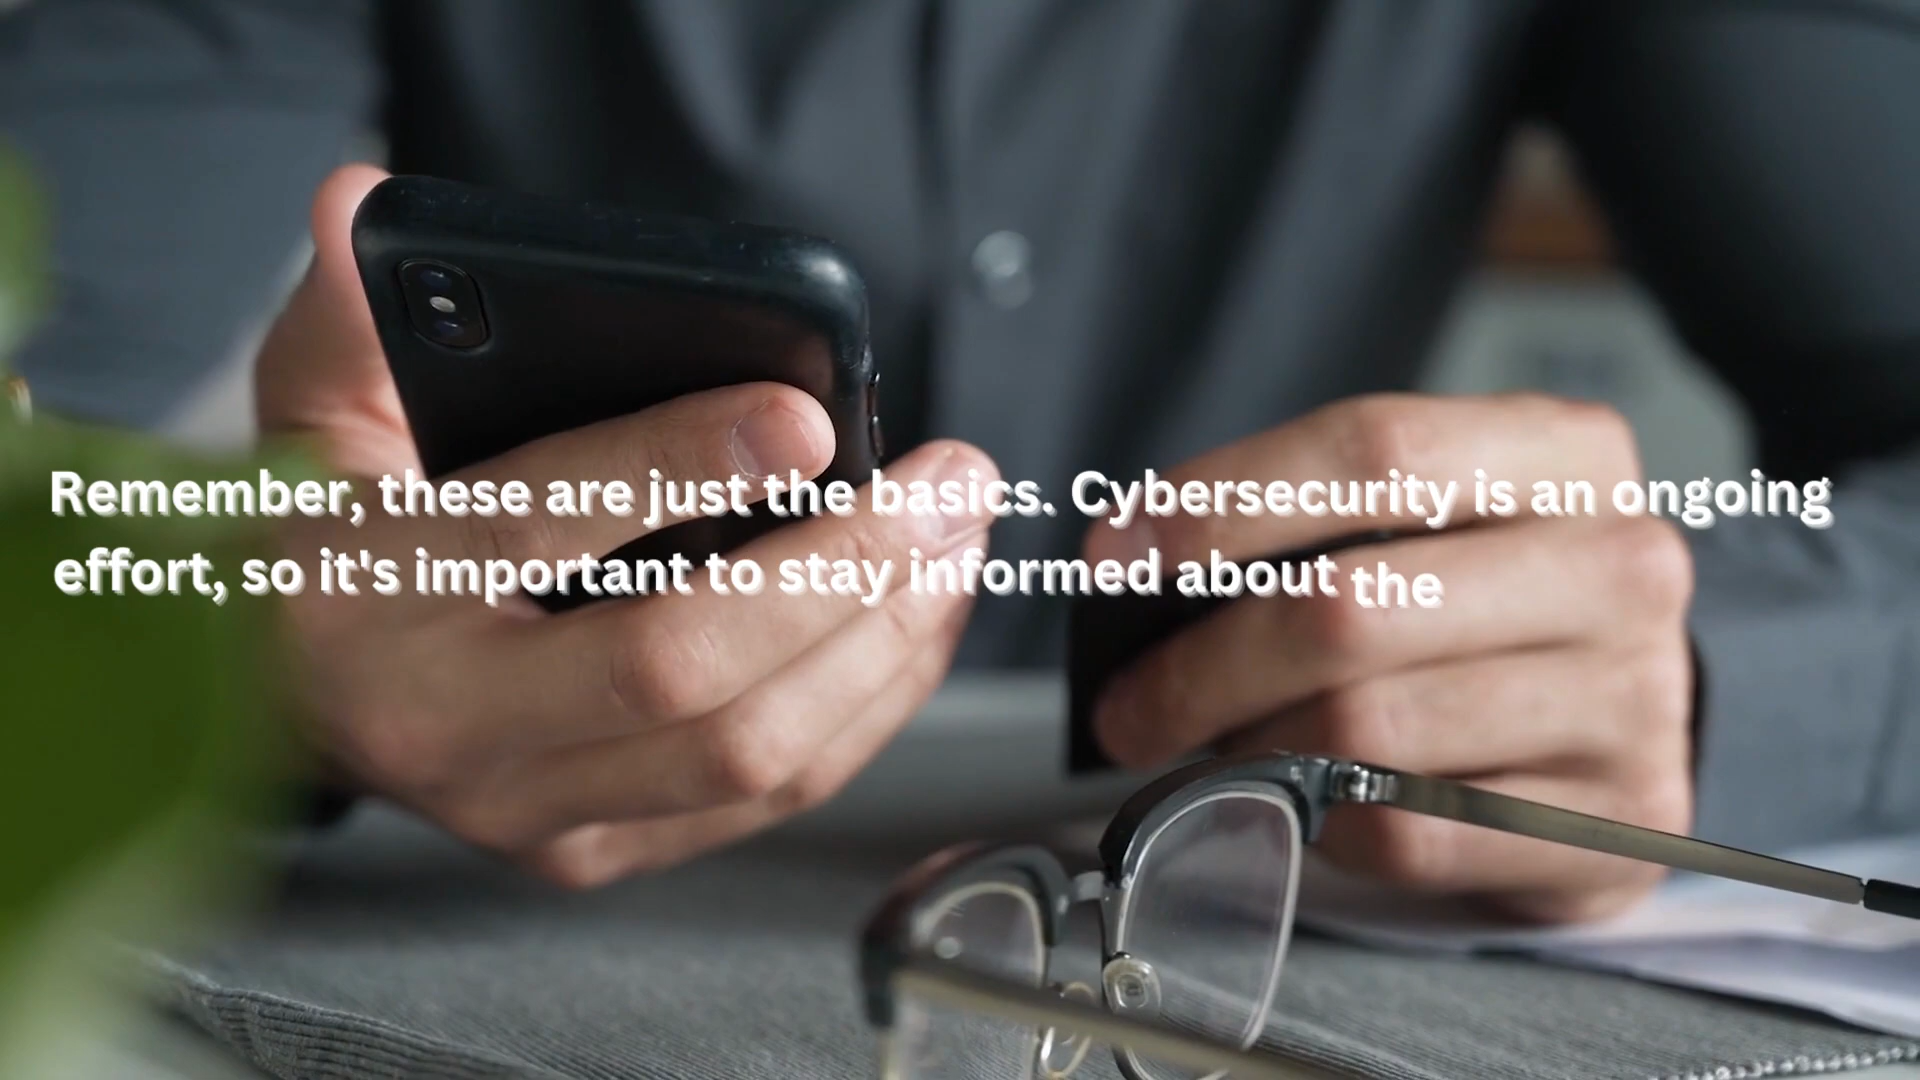 Remember, these are just the basics. Cybersecurity is an ongoing
effort, so it's important to stay informed about the